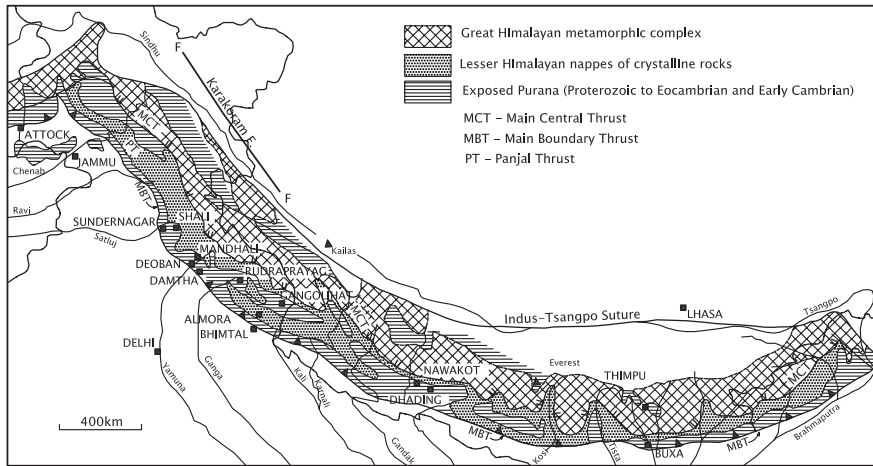 Great Himalayan metamorphic complex
Lesser Himalayan nappes of crystalline rocks
Exposed Purana (Proterozoic to Eocambrian and Early Cambrian)
MCT – Main Central Thrust
MBT – Main Boundary Thrust
PT – Panjal Thrust
Sindhu
F
Karakoram F.
F
MCT
ATTOCK
PT
JAMMU
Chenab
MBT
Ravi
SHALI
SUNDERNAGAR
Satluj
MANDHALI
Kailas
DEOBAN
RUDRAPRAYAG
DAMTHA
GANGOLIHAT
MCT
Indus–Tsangpo Suture
LHASA
Tsangpo
ALMORA
BHIMTAL
DELHI
Yamuna
Ganga
Kali
Karnali
NAWAKOT
Everest
THIMPU
MCT
DHADING
400km
Gandak
MBT
Kosi
Tista
BUXA
MBT
Brahmaputra